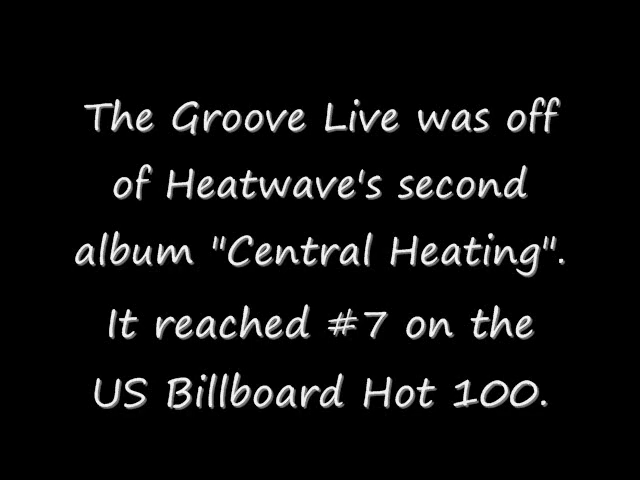 The Groove Live was off
of Heatwave's second
album "Central Heating".
It reached #7 on the
US Billboard Hot 100.